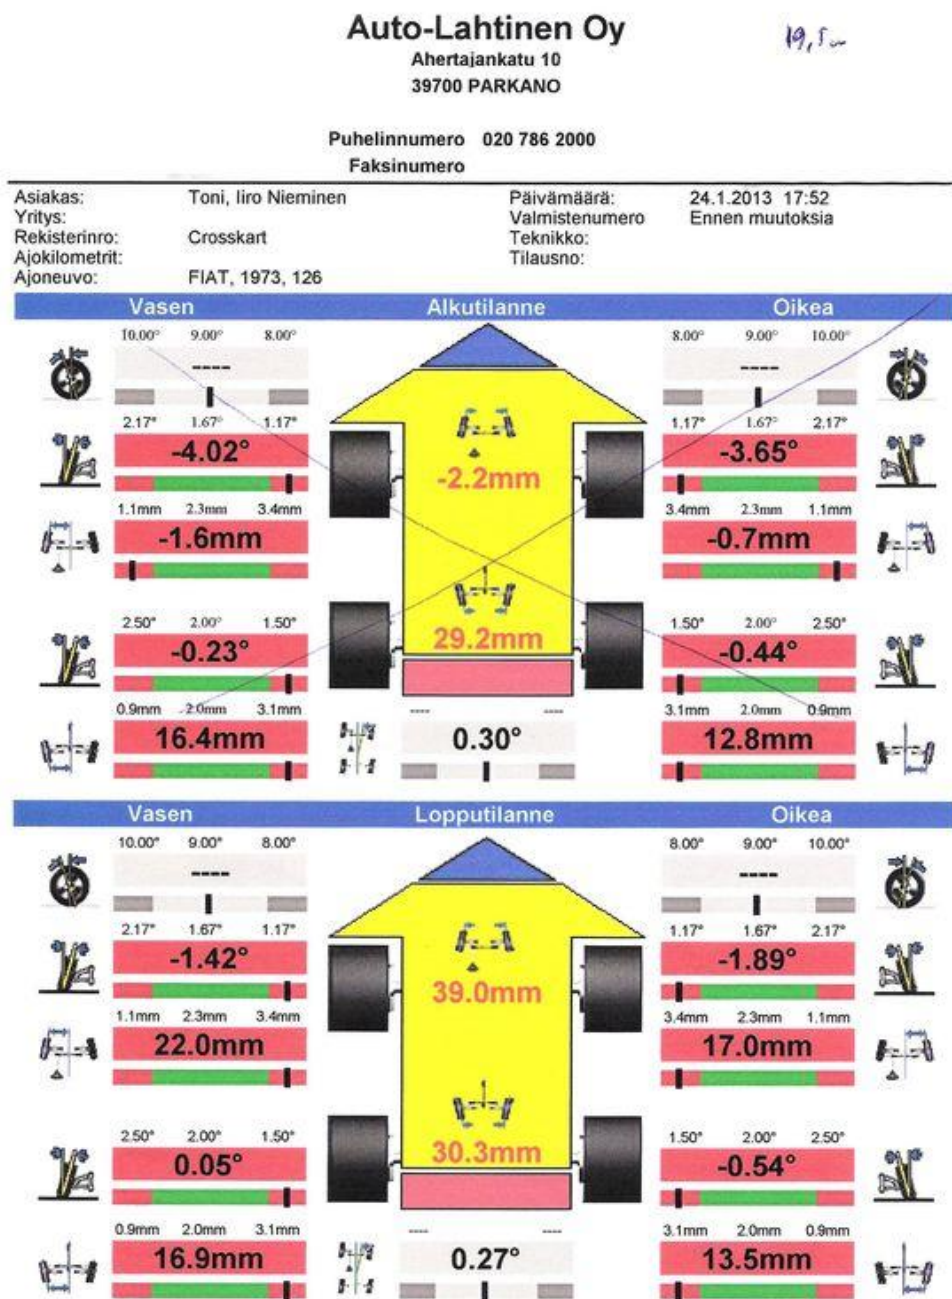 Auto-Lahtinen Oy
Ahertajankatu 10
39700 PARKANO
Puhelinnumero 020 786 2000
Faksinumero
Asiakas: Toni, Iiro Nieminen Päivämäärä: 24.1.2013 17:52
Yritys: Valmistenumero Ennen muutoksia
Rekisterinro: Crosskart Teknikko:
Ajokilometrit: Tilausno:
Ajoneuvo: FIAT, 1973, 126
Vasen Alkutilanne Oikea
10.00° 9.00° 8.00° 8.00° 9.00° 10.00°
---- ----
2.17° 1.67° 1.17° 1.17° 1.67° 2.17°
-4.02° -2.2mm -3.65°
1.1mm 2.3mm 3.4mm 3.4mm 2.3mm 1.1mm
-1.6mm -0.7mm
2.50° 2.00° 1.50° 1.50° 2.00° 2.50°
-0.23° 29.2mm -0.44°
0.9mm 2.0mm 3.1mm ---- ---- 3.1mm 2.0mm 0.9mm
16.4mm 0.30° 12.8mm
Vasen Lopputilanne Oikea
10.00° 9.00° 8.00° 8.00° 9.00° 10.00°
---- ----
2.17° 1.67° 1.17° 1.17° 1.67° 2.17°
-1.42° 39.0mm -1.89°
1.1mm 2.3mm 3.4mm 3.4mm 2.3mm 1.1mm
22.0mm 17.0mm
2.50° 2.00° 1.50° 1.50° 2.00° 2.50°
0.05° 30.3mm -0.54°
0.9mm 2.0mm 3.1mm ---- ---- 3.1mm 2.0mm 0.9mm
16.9mm 0.27° 13.5mm